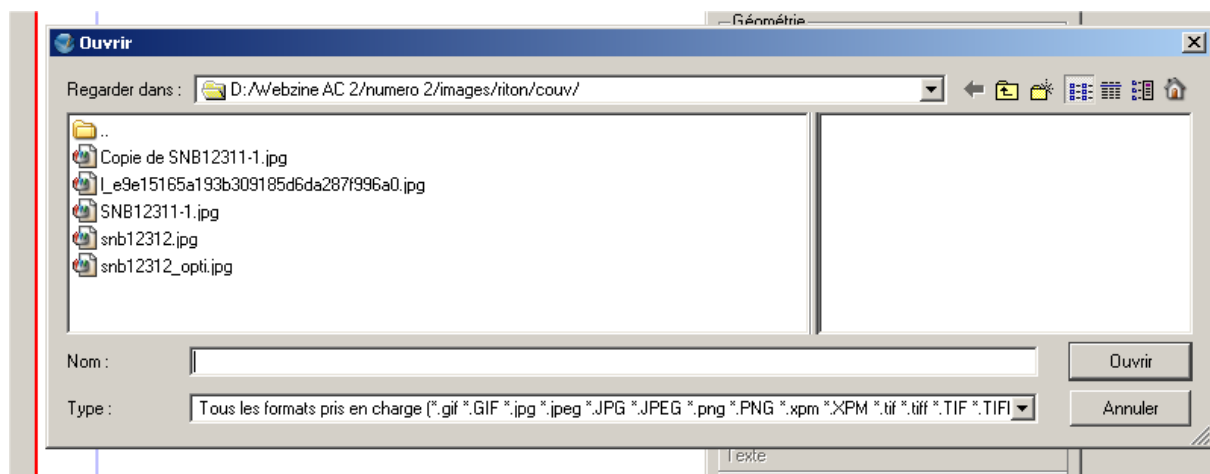 Géométrie
Ouvrir
Regarder dans : D:/Webzine AC 2/numero 2/images/riton/couv/
..
Copie de SNB12311-1.jpg
l_e9e15165a193b309185d6da287f996a0.jpg
SNB12311-1.jpg
snb12312.jpg
snb12312_opti.jpg
Nom :
Ouvrir
Type : Tous les formats pris en charge (*.gif *.GIF *.jpg *.jpeg *.JPG *.JPEG *.png *.PNG *.xpm *.XPM *.tif *.tiff *.TIF *.TIFI
Annuler
Texte